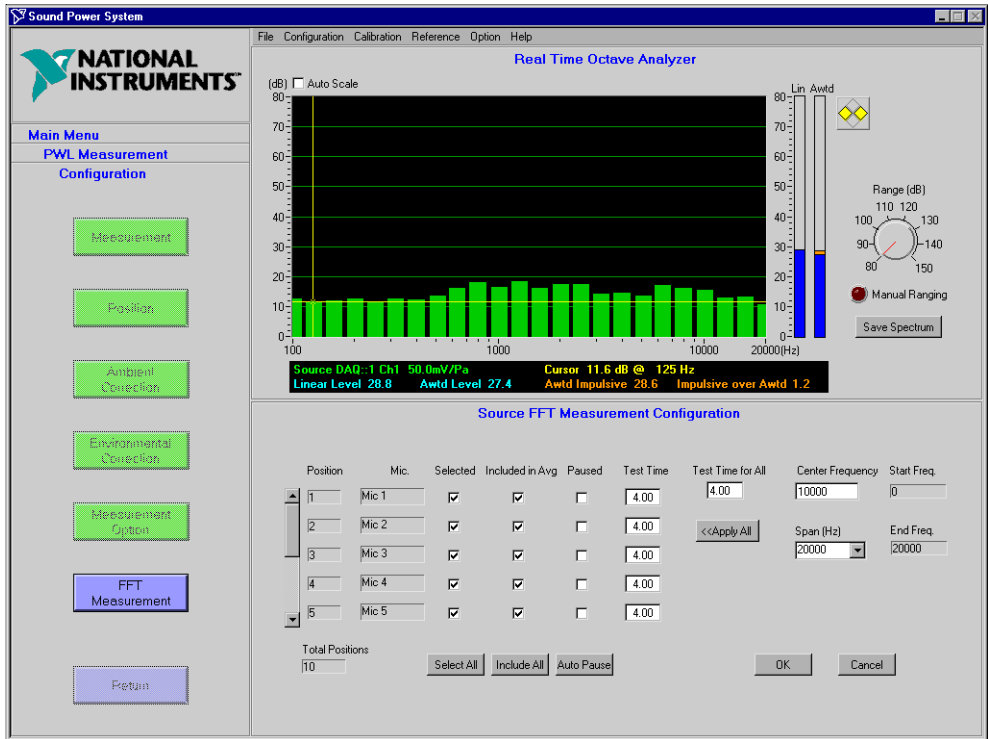 Sound Power System
NATIONAL
INSTRUMENTS™
Main Menu
PWL Measurement
Configuration
Measurement
Position
Ambient
Correction
Environmental
Correction
Measurement
Option
FFT
Measurement
Return
File Configuration Calibration Reference Option Help
Real Time Octave Analyzer
(dB) Auto Scale
80
70
60
50
40
30
20
10
0
100 1000 10000 20000(Hz)
Lin Awtd
80
70
60
50
40
30
20
10
0
Range (dB)
110 120
100 130
90 140
80 150
Manual Ranging
Save Spectrum
Source DAQ::1 Ch1 50.0mV/Pa Cursor 11.6 dB @ 125 Hz
Linear Level 28.8 Awtd Level 27.4 Awtd Impulsive 28.6 Impulsive over Awtd 1.2
Source FFT Measurement Configuration
Position Mic. Selected Included in Avg Paused Test Time Test Time for All Center Frequency Start Freq.
1 Mic 1 4.00 4.00 10000 0
2 Mic 2 4.00 <<Apply All Span (Hz) End Freq.
3 Mic 3 4.00 20000 20000
4 Mic 4 4.00
5 Mic 5 4.00
Total Positions
10 Select All Include All Auto Pause OK Cancel